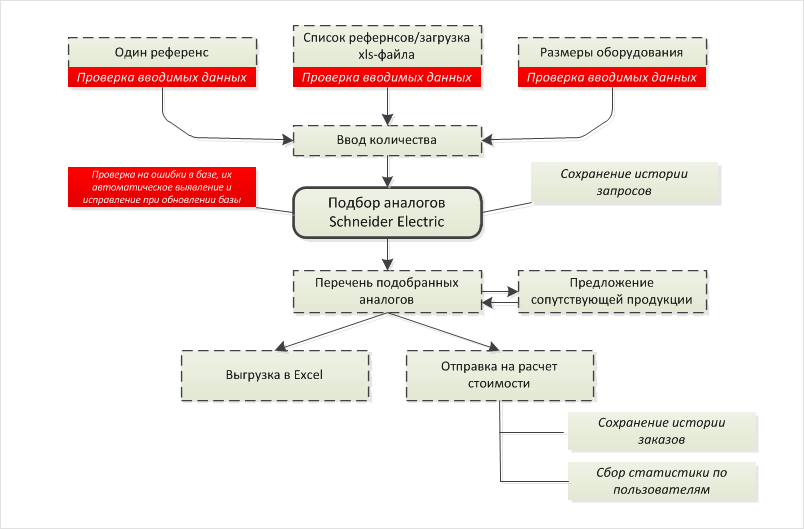 Один референс
Проверка вводимых данных
Список рефернсов/загрузка
xls-файла
Проверка вводимых данных
Размеры оборудования
Проверка вводимых данных
Ввод количества
Проверка на ошибки в базе, их
автоматическое выявление и
исправление при обновлении базы
Подбор аналогов
Schneider Electric
Сохранение истории
запросов
Перечень подобранных
аналогов
Предложение
сопутствующей продукции
Выгрузка в Excel
Отправка на расчет
стоимости
Сохранение истории
заказов
Сбор статистики по
пользователям